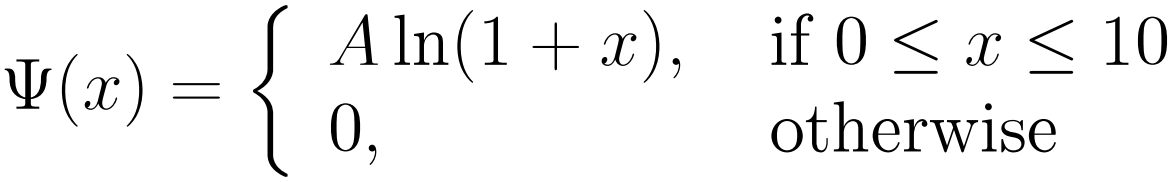 Ψ(x) = { A ln(1 + x), if 0 ≤ x ≤ 10
0, otherwise